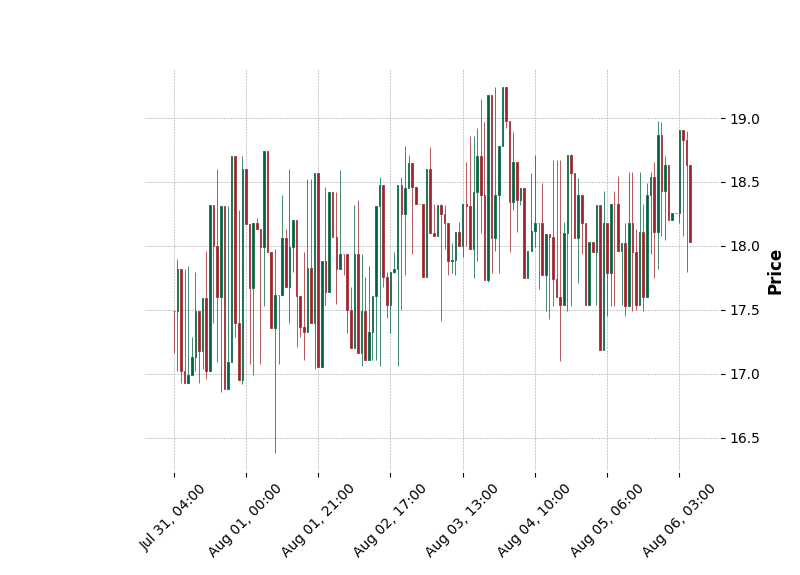 19.0
18.5
18.0
17.5
17.0
16.5
Price
Jul 31, 04:00
Aug 01, 00:00
Aug 01, 21:00
Aug 02, 17:00
Aug 03, 13:00
Aug 04, 10:00
Aug 05, 06:00
Aug 06, 03:00